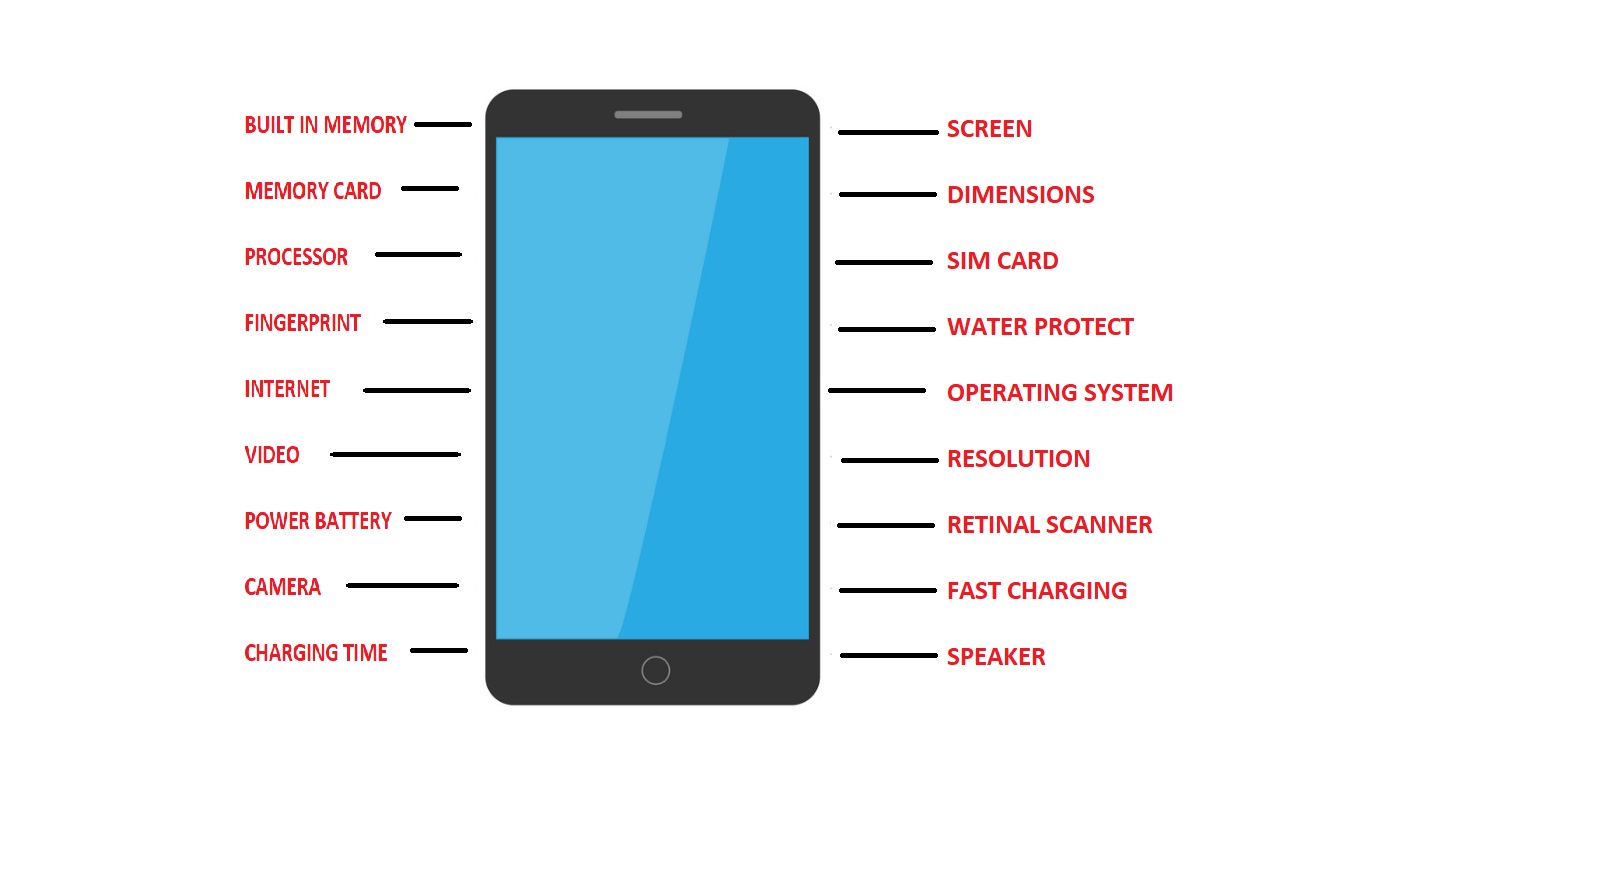 BUILT IN MEMORY
MEMORY CARD
PROCESSOR
FINGERPRINT
INTERNET
VIDEO
POWER BATTERY
CAMERA
CHARGING TIME
SCREEN
DIMENSIONS
SIM CARD
WATER PROTECT
OPERATING SYSTEM
RESOLUTION
RETINAL SCANNER
FAST CHARGING
SPEAKER